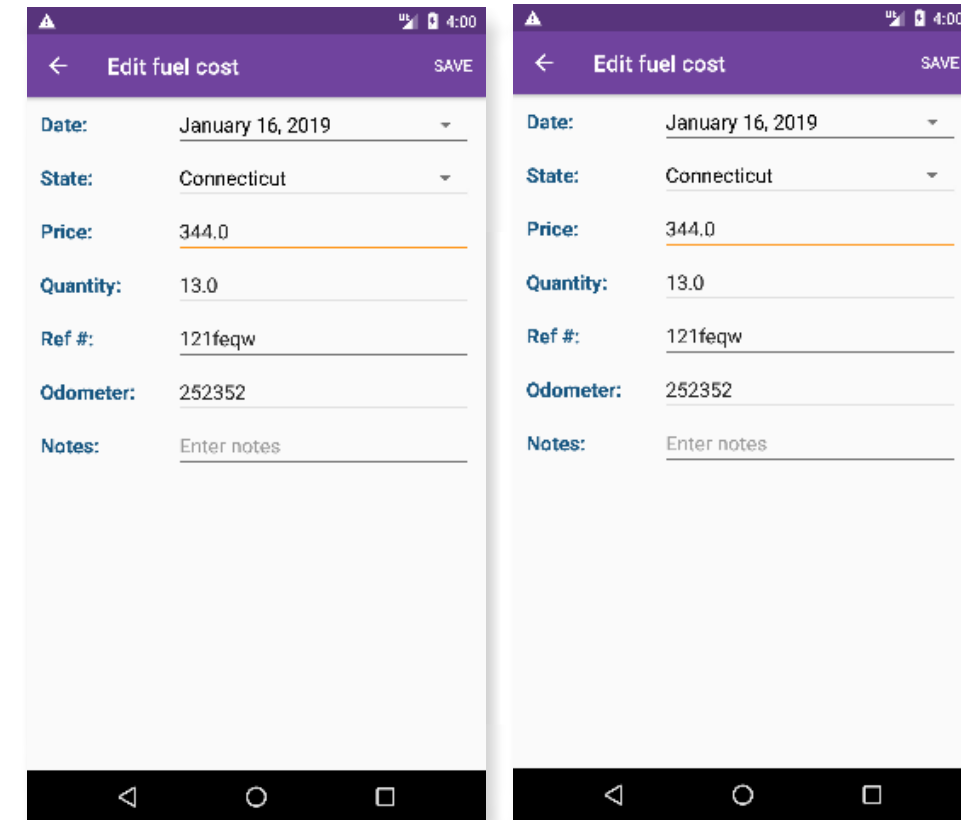 4:00
Edit fuel cost SAVE
Date: January 16, 2019
State: Connecticut
Price: 344.0
Quantity: 13.0
Ref #: 121feqw
Odometer: 252352
Notes: Enter notes
4:00
Edit fuel cost SAVE
Date: January 16, 2019
State: Connecticut
Price: 344.0
Quantity: 13.0
Ref #: 121feqw
Odometer: 252352
Notes: Enter notes